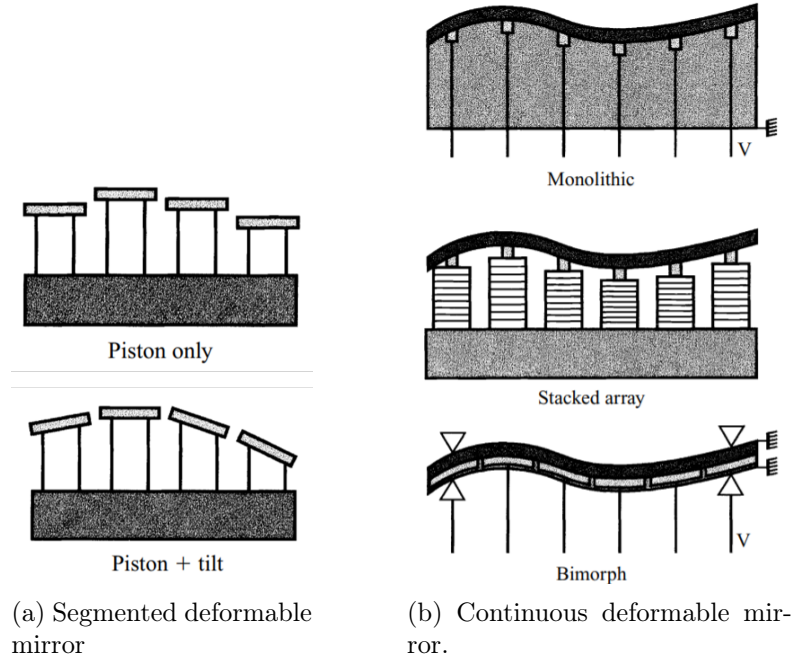 Piston only
Piston + tilt
(a) Segmented deformable
mirror
V
Monolithic
Stacked array
V
Bimorph
(b) Continuous deformable mir-
ror.